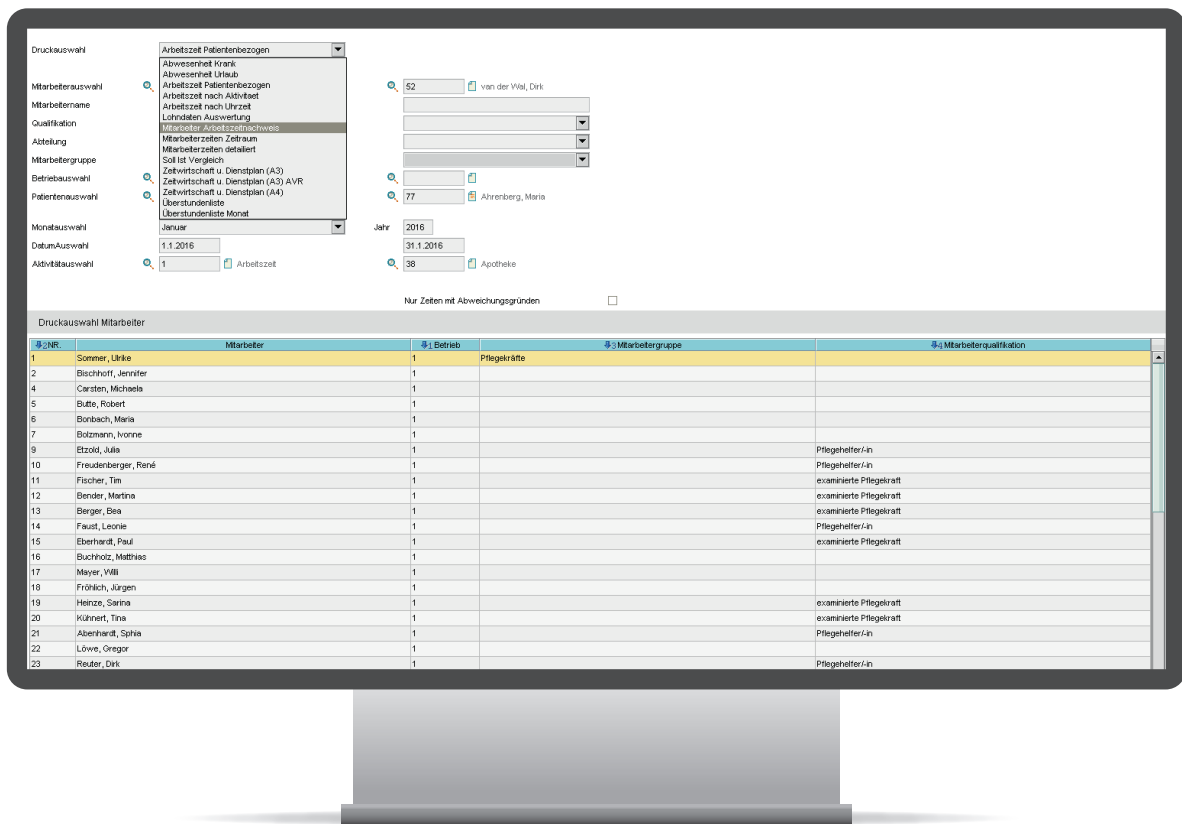 Druckauswahl Arbeitszeit Patientenbezogen
Abwesenheit Krank
Abwesenheit Urlaub
Mitarbeiterauswahl Arbeitszeit Patientenbezogen 52 van der Wal, Dirk
Arbeitszeit nach Aktivitaet
Mitarbeitername Arbeitszeit nach Uhrzeit
Lohndaten Auswertung
Qualifikation Mitarbeiter Arbeitszeitnachweis
Mitarbeiterzeiten Zeitraum
Abteilung Mitarbeiterzeiten detailiert
Mitarbeitergruppe Soll Ist Vergleich
Zeitwirtschaft u. Dienstplan (A3)
Betriebauswahl Zeitwirtschaft u. Dienstplan (A3) AVR
Zeitwirtschaft u. Dienstplan (A4)
Patientenauswahl Überstundenliste 77 Ahrenberg, Maria
Überstundenliste Monat
Monatauswahl Januar Jahr 2016
DatumAuswahl 1.1.2016 31.1.2016
Aktivitätauswahl 1 Arbeitszeit 38 Apotheke
Nur Zeiten mit Abweichungsgründen
Druckauswahl Mitarbeiter
2 NR. Mitarbeiter 1 Betrieb 3 Mitarbeitergruppe 4 Mitarbeiterqualifikation
1 Sommer, Ulrike 1 Pflegekräfte
2 Bischhoff, Jennifer 1
4 Carsten, Michaela 1
5 Butte, Robert 1
6 Bonbach, Maria 1
7 Bolzmann, Ivonne 1
9 Etzold, Julia 1 Pflegehelfer/-in
10 Freudenberger, René 1 Pflegehelfer/-in
11 Fischer, Tim 1 examinierte Pflegekraft
12 Bender, Martina 1 examinierte Pflegekraft
13 Berger, Bea 1 examinierte Pflegekraft
14 Faust, Leonie 1 Pflegehelfer/-in
15 Eberhardt, Paul 1 examinierte Pflegekraft
16 Buchholz, Matthias 1
17 Mayer, Willi 1
18 Fröhlich, Jürgen 1
19 Heinze, Sarina 1 examinierte Pflegekraft
20 Kühnert, Tina 1 examinierte Pflegekraft
21 Abenhardt, Sphia 1 Pflegehelfer/-in
22 Löwe, Gregor 1
23 Reuter, Dirk 1 Pflegehelfer/-in